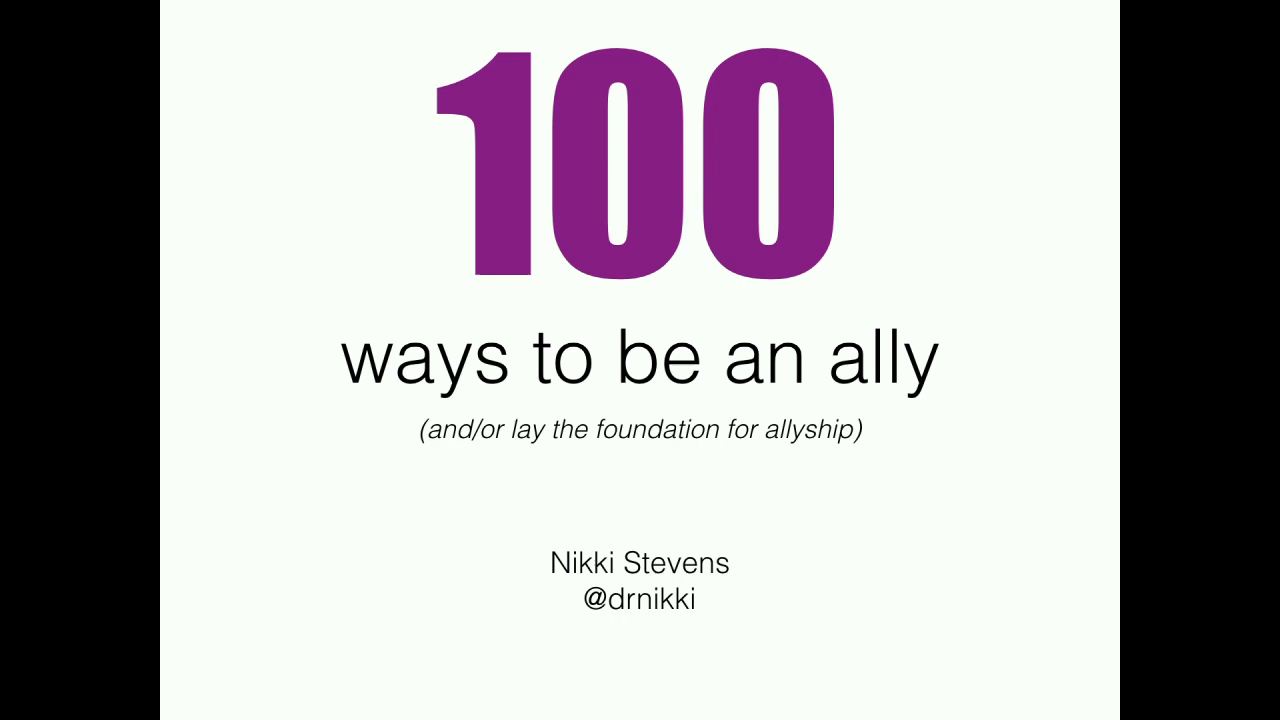 100
ways to be an ally
(and/or lay the foundation for allyship)
Nikki Stevens
@drnikki